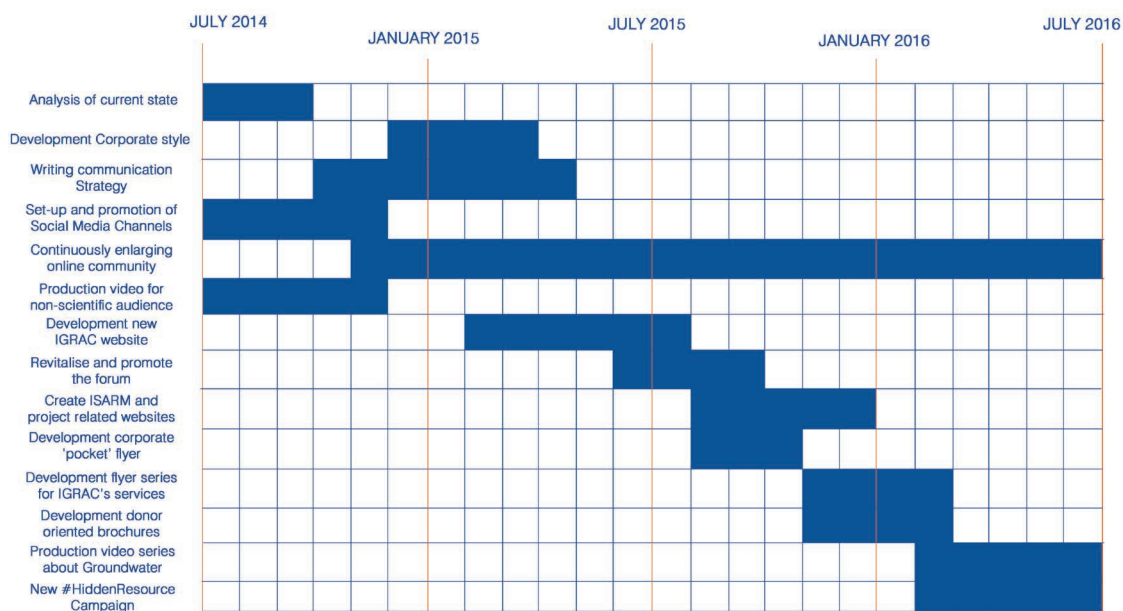 JULY 2014
JANUARY 2015
JULY 2015
JANUARY 2016
JULY 2016
Analysis of current state
Development Corporate style
Writing communication
Strategy
Set-up and promotion of
Social Media Channels
Continuously enlarging
online community
Production video for
non-scientific audience
Development new
IGRAC website
Revitalise and promote
the forum
Create ISARM and
project related websites
Development corporate
'pocket' flyer
Development flyer series
for IGRAC's services
Development donor
oriented brochures
Production video series
about Groundwater
New #HiddenResource
Campaign